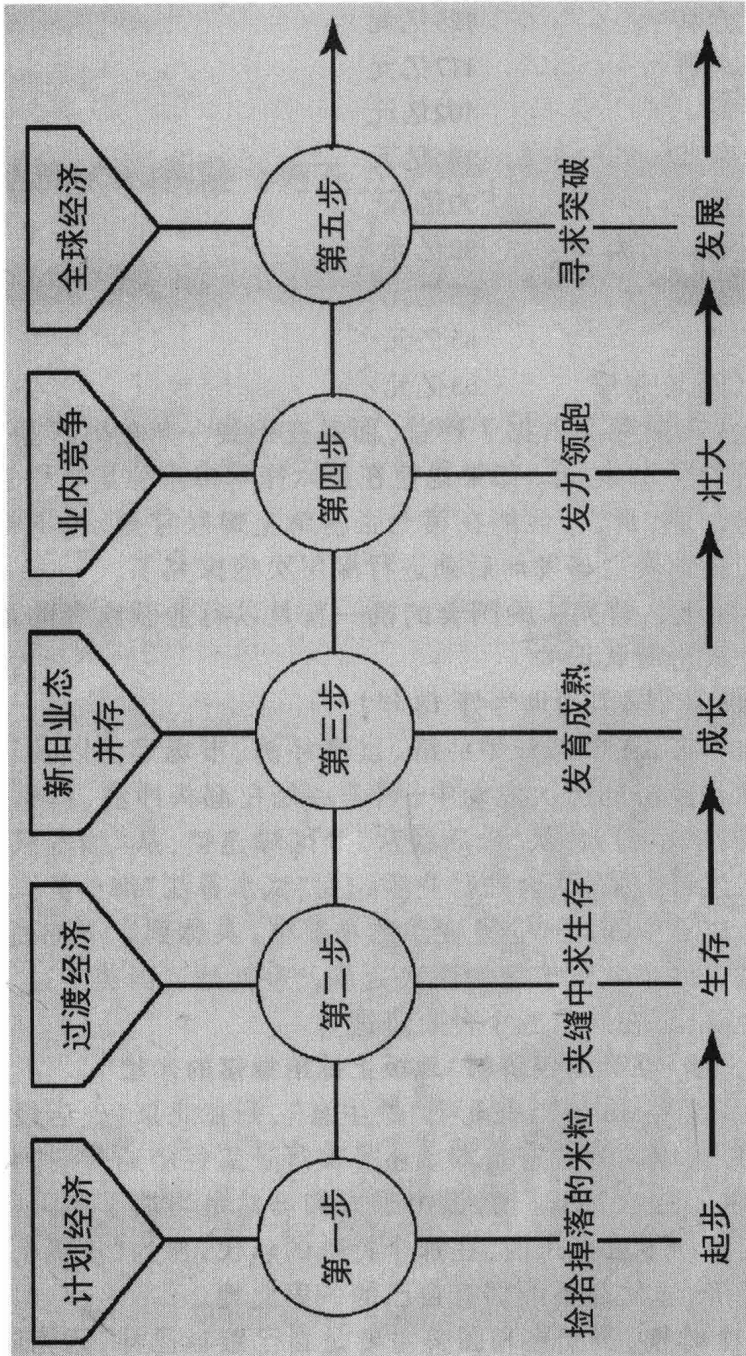 计划经济
过渡经济
新旧业态
并存
业内竞争
全球经济
第一步
第二步
第三步
第四步
第五步
捡拾掉落的米粒
夹缝中求生存
发育成熟
发力领跑
寻求突破
起步
生存
成长
壮大
发展